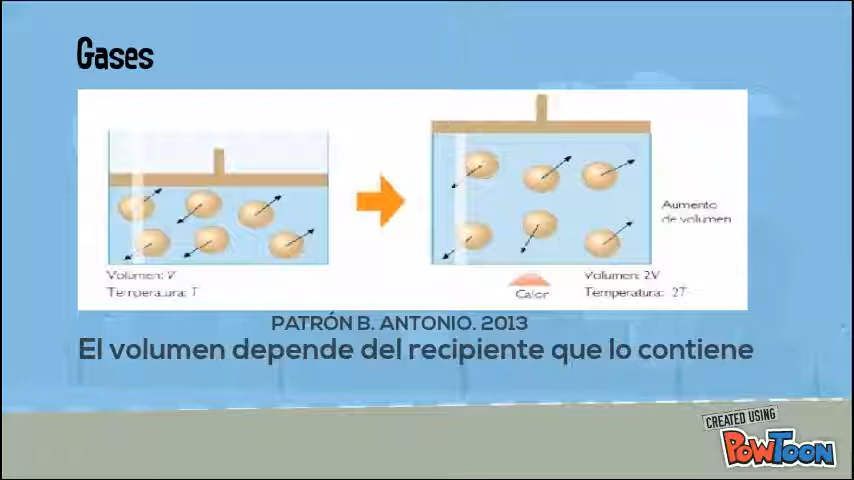 Gases
Aumento
de volumen
Volumen: V
Temperatura: T
Calor
Volumen: 2V
Temperatura: 2T
PATRÓN B. ANTONIO. 2013
El volumen depende del recipiente que lo contiene
CREATED USING
POWTOON